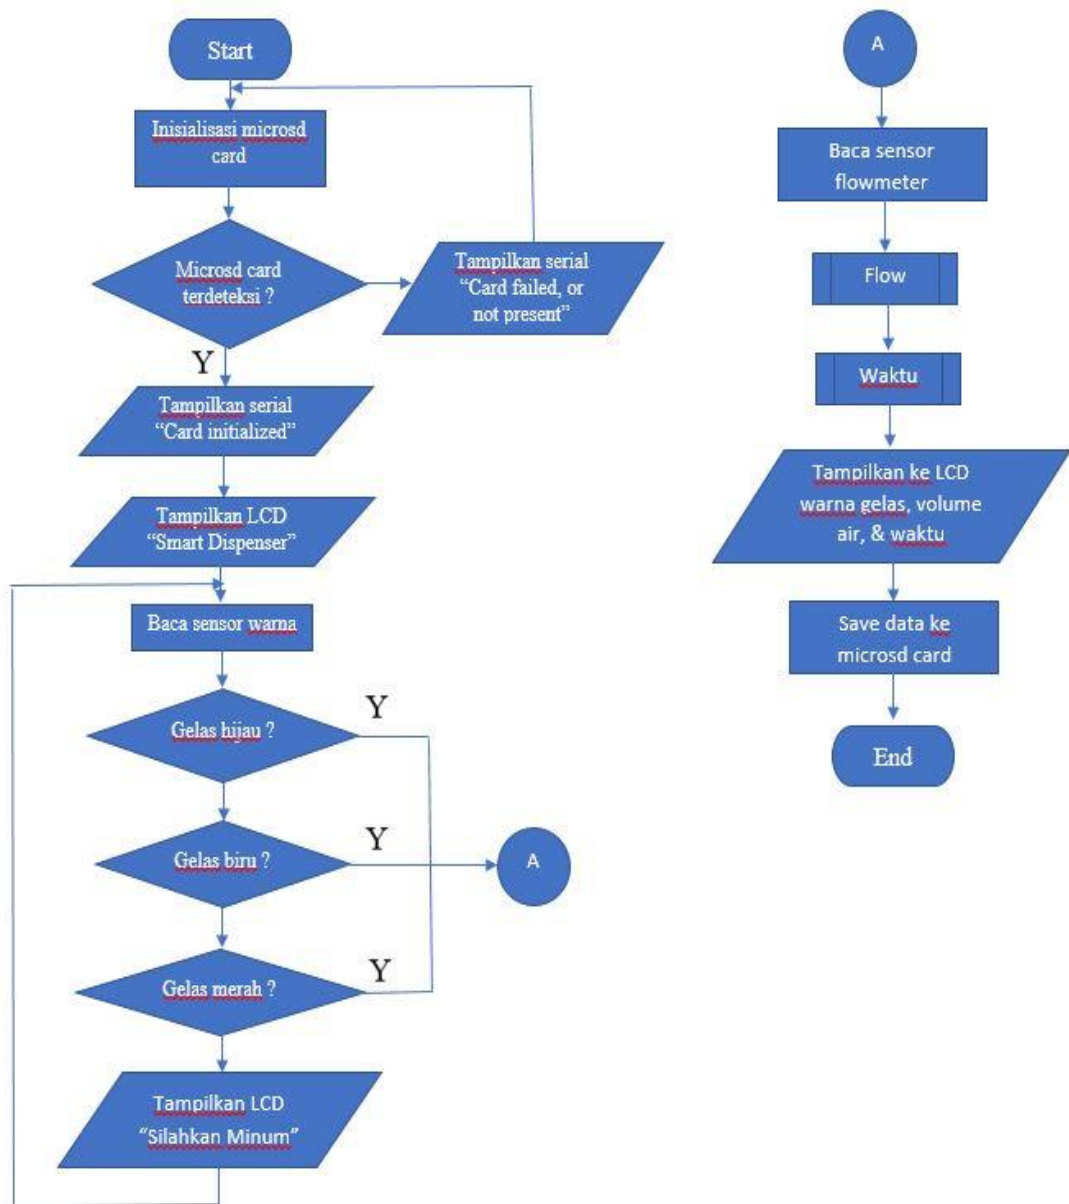 Start
Inisialisasi microsd
card
Microsd card
terdeteksi ?
Tampilkan serial
“Card failed, or
not present”
Y
Tampilkan serial
“Card initialized”
Tampilkan LCD
“Smart Dispenser”
Baca sensor warna
Gelas hijau ?
Y
Gelas biru ?
Y
A
Gelas merah ?
Y
Tampilkan LCD
“Silahkan Minum”
A
Baca sensor
flowmeter
Flow
Waktu
Tampilkan ke LCD
warna gelas, volume
air, & waktu
Save data ke
microsd card
End